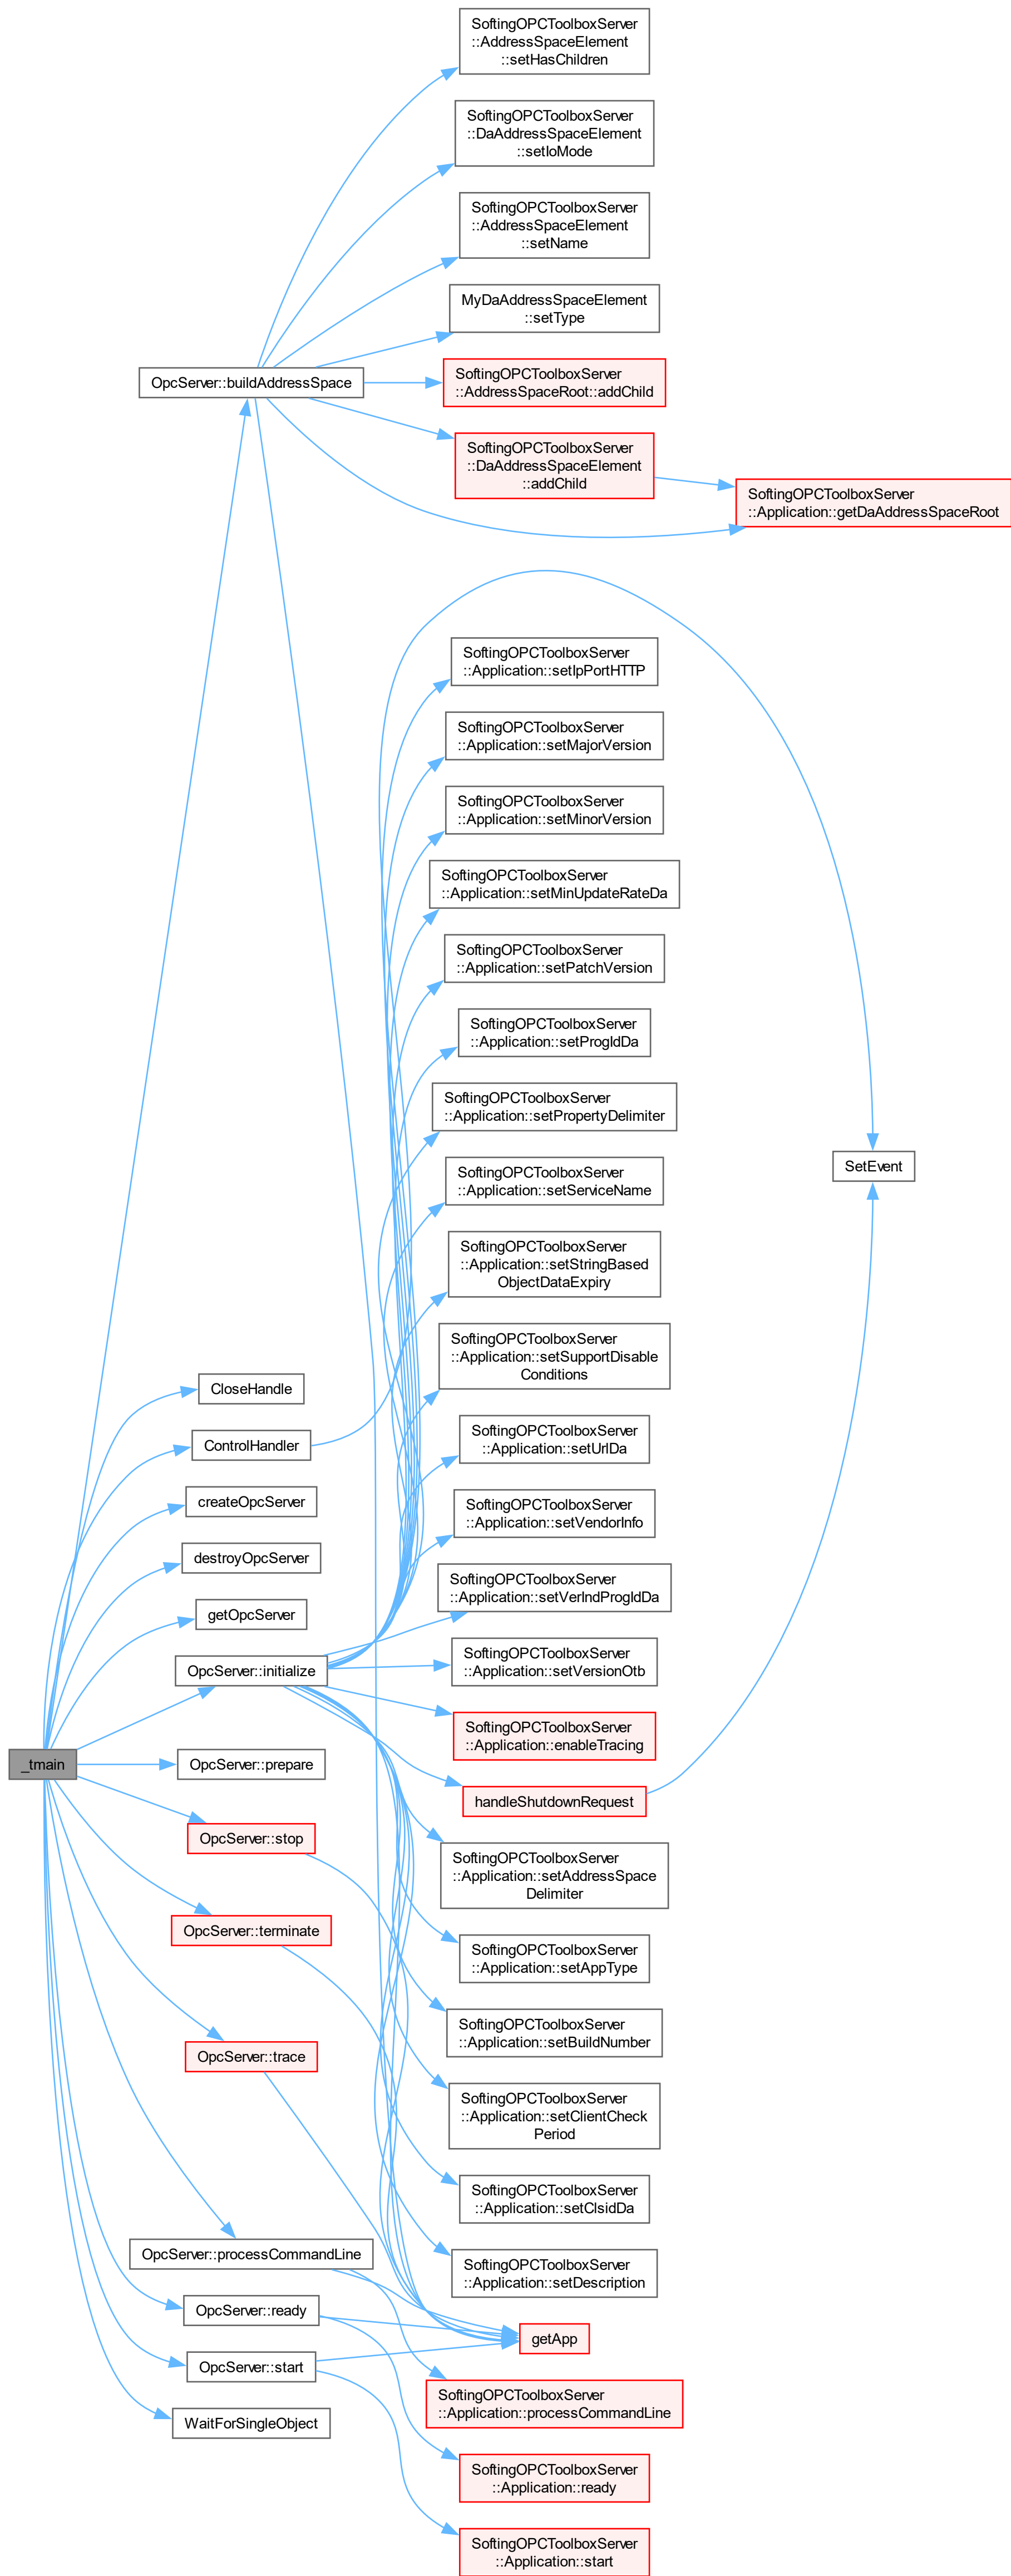 SoftingOPCToolboxServer
::AddressSpaceElement
::setHasChildren
SoftingOPCToolboxServer
::DaAddressSpaceElement
::setIoMode
SoftingOPCToolboxServer
::AddressSpaceElement
::setName
MyDaAddressSpaceElement
::setType
OpcServer::buildAddressSpace
SoftingOPCToolboxServer
::AddressSpaceRoot::addChild
SoftingOPCToolboxServer
::DaAddressSpaceElement
::addChild
SoftingOPCToolboxServer
::Application::getDaAddressSpaceRoot
SoftingOPCToolboxServer
::Application::setIpPortHTTP
SoftingOPCToolboxServer
::Application::setMajorVersion
SoftingOPCToolboxServer
::Application::setMinorVersion
SoftingOPCToolboxServer
::Application::setMinUpdateRateDa
SoftingOPCToolboxServer
::Application::setPatchVersion
SoftingOPCToolboxServer
::Application::setProgIdDa
SoftingOPCToolboxServer
::Application::setPropertyDelimiter
SetEvent
SoftingOPCToolboxServer
::Application::setServiceName
SoftingOPCToolboxServer
::Application::setStringBased
ObjectDataExpiry
SoftingOPCToolboxServer
::Application::setSupportDisable
Conditions
CloseHandle
ControlHandler
SoftingOPCToolboxServer
::Application::setUrlDa
createOpcServer
SoftingOPCToolboxServer
::Application::setVendorInfo
destroyOpcServer
SoftingOPCToolboxServer
::Application::setVerIndProgIdDa
getOpcServer
OpcServer::initialize
SoftingOPCToolboxServer
::Application::setVersionOtb
SoftingOPCToolboxServer
::Application::enableTracing
_tmain
OpcServer::prepare
handleShutdownRequest
OpcServer::stop
SoftingOPCToolboxServer
::Application::setAddressSpace
Delimiter
OpcServer::terminate
SoftingOPCToolboxServer
::Application::setAppType
SoftingOPCToolboxServer
::Application::setBuildNumber
OpcServer::trace
SoftingOPCToolboxServer
::Application::setClientCheck
Period
SoftingOPCToolboxServer
::Application::setClsidDa
OpcServer::processCommandLine
SoftingOPCToolboxServer
::Application::setDescription
OpcServer::ready
getApp
OpcServer::start
SoftingOPCToolboxServer
::Application::processCommandLine
WaitForSingleObject
SoftingOPCToolboxServer
::Application::ready
SoftingOPCToolboxServer
::Application::start